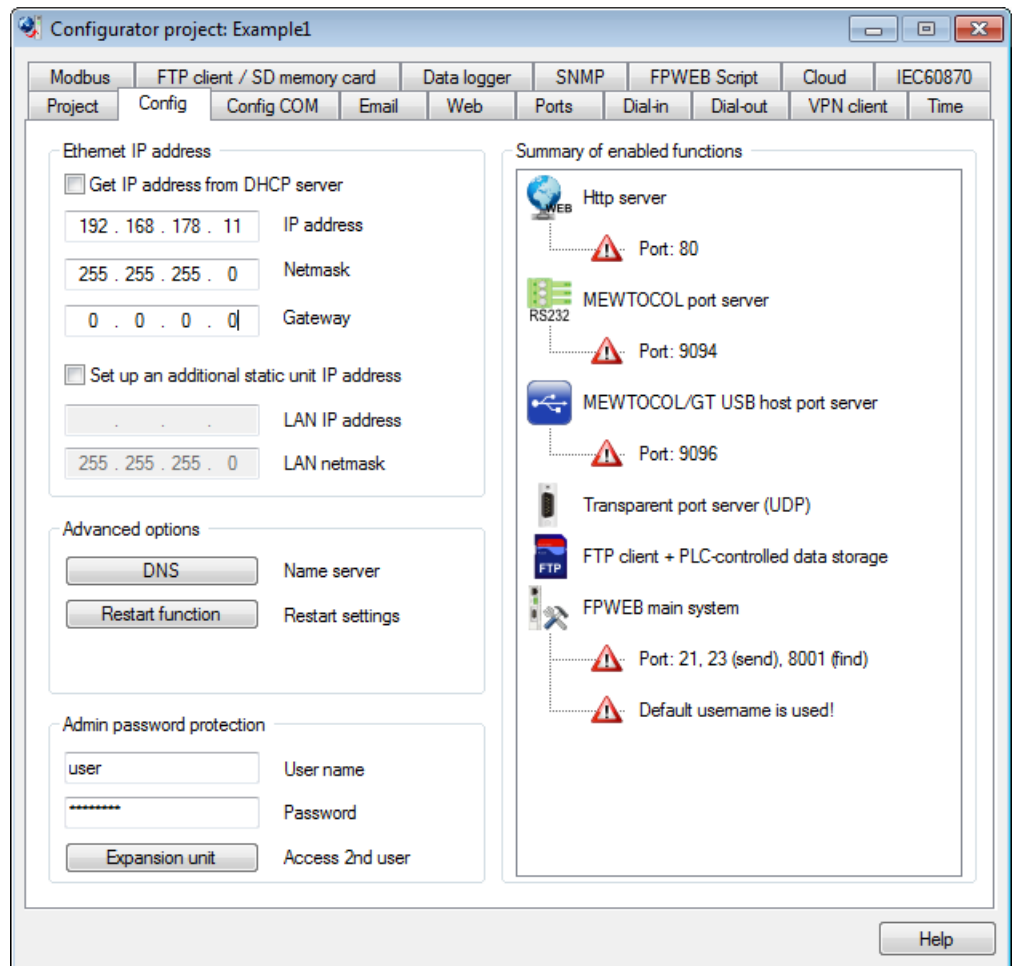 Configurator project: Example1
Modbus FTP client / SD memory card Data logger SNMP FPWEB Script Cloud IEC60870
Project Config Config COM Email Web Ports Dial-in Dial-out VPN client Time
Ethernet IP address
Get IP address from DHCP server
192 . 168 . 178 . 11 IP address
255 . 255 . 255 . 0 Netmask
0 . 0 . 0 . 0 Gateway
Set up an additional static unit IP address
. . . LAN IP address
255 . 255 . 255 . 0 LAN netmask
Advanced options
DNS Name server
Restart function Restart settings
Admin password protection
user User name
******** Password
Expansion unit Access 2nd user
Summary of enabled functions
WEB Http server
Port: 80
RS232 MEWTOCOL port server
Port: 9094
MEWTOCOL/GT USB host port server
Port: 9096
Transparent port server (UDP)
FTP FTP client + PLC-controlled data storage
FPWEB main system
Port: 21, 23 (send), 8001 (find)
Default username is used!
Help